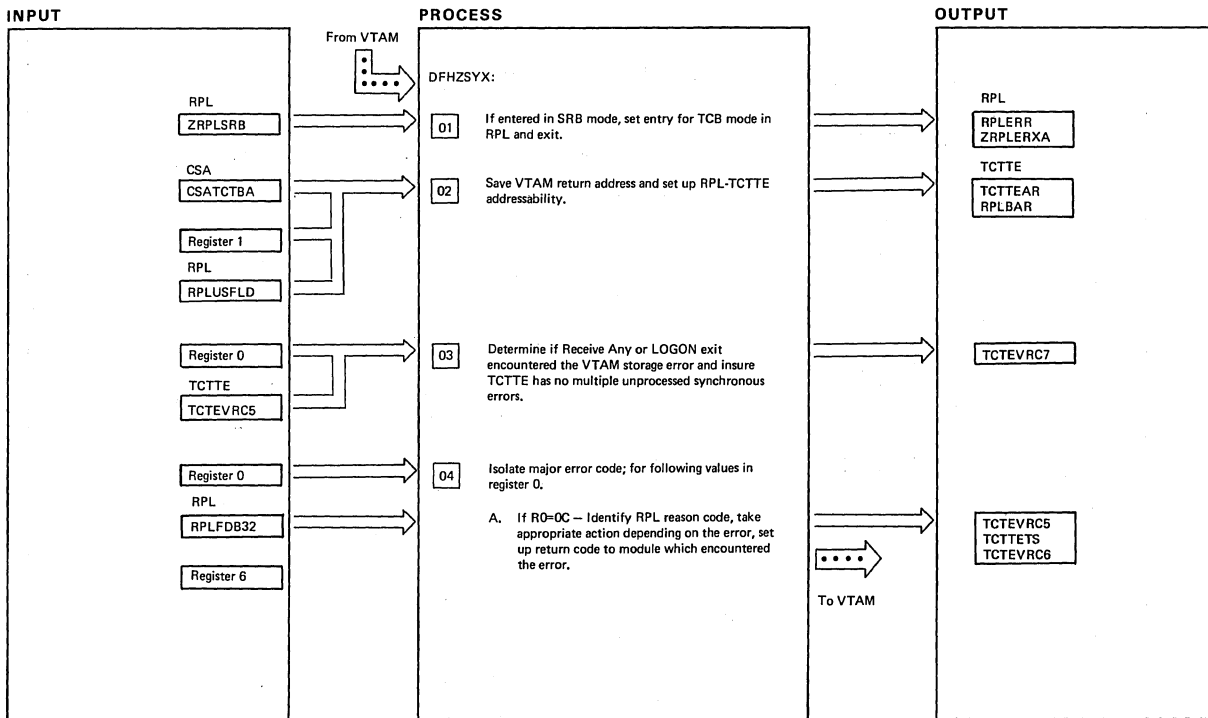 INPUT
PROCESS
OUTPUT
From VTAM
DFHZSYX:
RPL
ZRPLSRB
01
If entered in SRB mode, set entry for TCB mode in
RPL and exit.
RPL
RPLERR
ZRPLERXA
CSA
CSATCTBA
Register 1
RPL
RPLUSFLD
02
Save VTAM return address and set up RPL-TCTTE
addressability.
TCTTE
TCTTEAR
RPLBAR
Register 0
TCTTE
TCTEVRC5
03
Determine if Receive Any or LOGON exit
encountered the VTAM storage error and insure
TCTTE has no multiple unprocessed synchronous
errors.
TCTEVRC7
Register 0
04
Isolate major error code; for following values in
register 0.
RPL
RPLFDB32
Register 6
A. If R0=0C — Identify RPL reason code, take
appropriate action depending on the error, set
up return code to module which encountered
the error.
TCTEVRC5
TCTTETS
TCTEVRC6
To VTAM